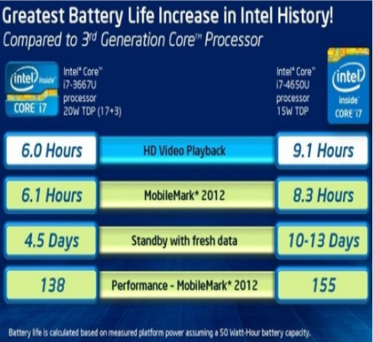 Greatest Battery Life Increase in Intel History!
Compared to 3rd Generation Core™ Processor
intel inside™
CORE i7
Intel® Core™
i7-3667U
processor
20W TDP (17+3)
Intel® Core™
i7-4650U
processor
15W TDP
intel
inside™
CORE i7
6.0 Hours HD Video Playback 9.1 Hours
6.1 Hours MobileMark* 2012 8.3 Hours
4.5 Days Standby with fresh data 10-13 Days
138 Performance - MobileMark* 2012 155
Battery life is calculated based on measured platform power assuming a 50 Watt-Hour battery capacity.